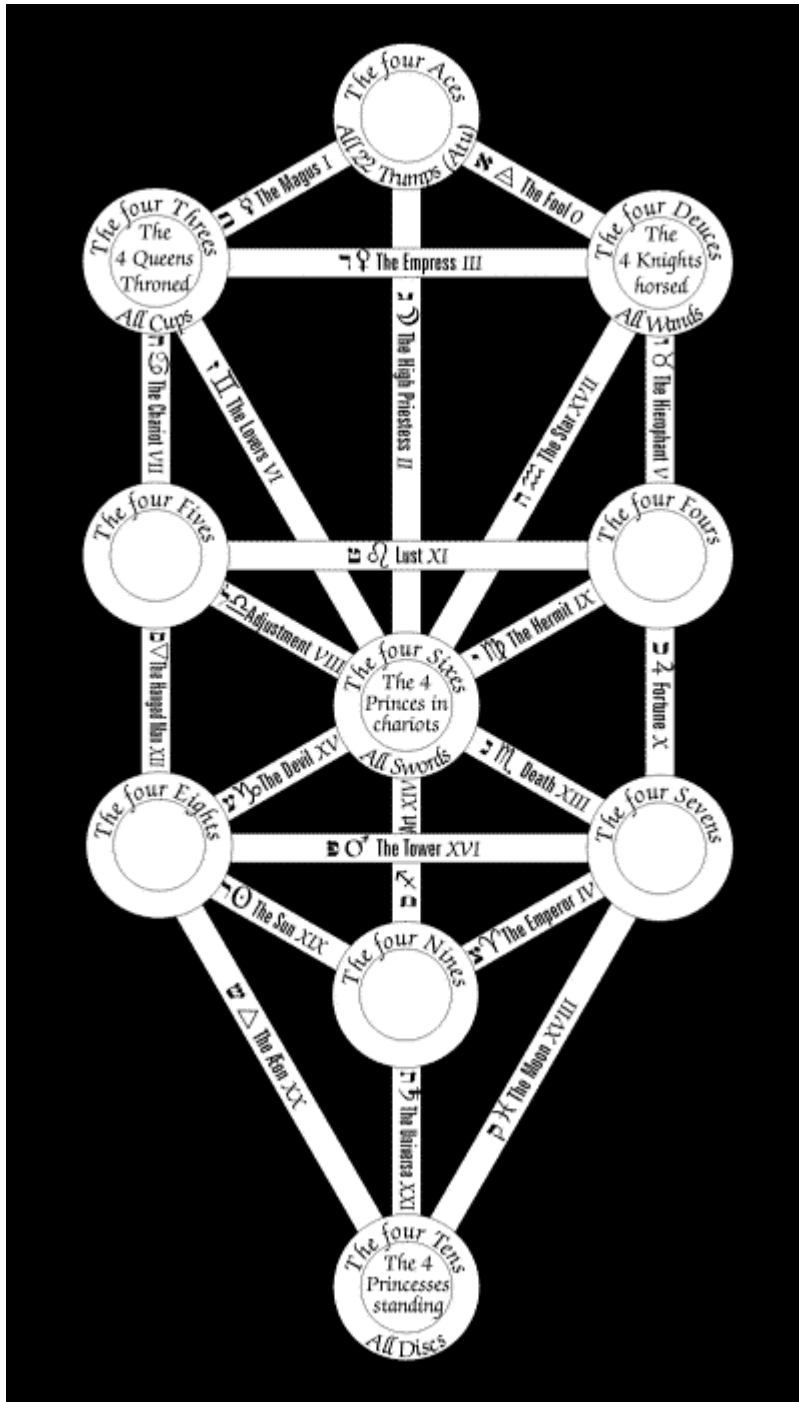 The four Aces
All 22 Trumps (Atu)
ב ☿ The Magus I
א 🜁 The Fool 0
The four Threes
The
4 Queens
Throned
All Cups
ד ♀ The Empress III
The four Deuces
The
4 Knights
horsed
All Wands
ח ♋ The Chariot VII
ז ♊ The Lovers VI
ג ☽ The High Priestess II
ה ♒ The Star XVII
ו ♉ The Hierophant V
The four Fives
ט ♌ Lust XI
The four Fours
ל ♎ Adjustment VIII
י ♍ The Hermit IX
מ ▽ The Hanged Man XII
The four Sixes
The 4
Princes in
chariots
All Swords
כ ♃ Fortune X
ע ♑ The Devil XV
נ ♏ Death XIII
The four Eights
ס ♐ Art XIV
פ ♂ The Tower XVI
The four Sevens
ר ☉ The Sun XIX
צ ♈ The Emperor IV
The four Nines
ש △ The Æon XX
ת ♄ The Universe XXI
ק ♓ The Moon XVIII
The four Tens
The 4
Princesses
standing
All Discs